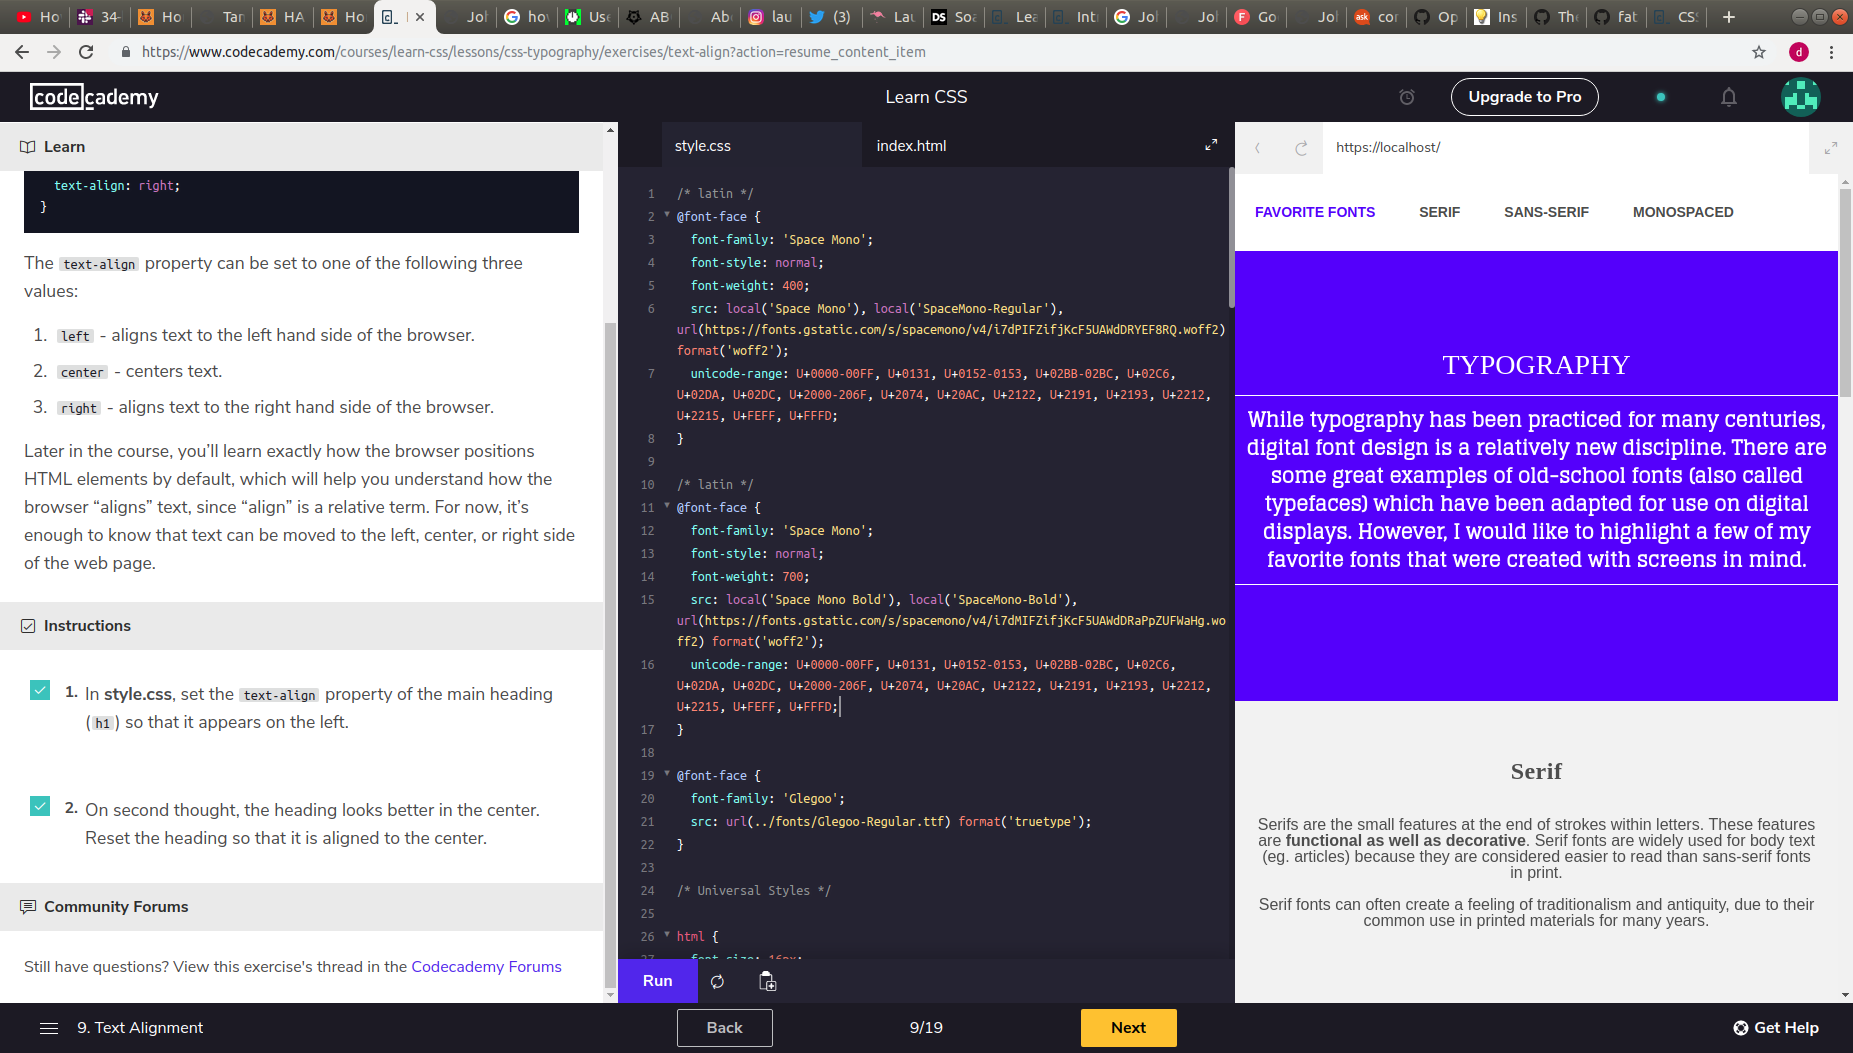 Ho
34-
Ho
Tan
HA
Ho
Joh
how
Use
AB
Abo
lau
(3)
Lau
Soa
Lea
Intr
Joh
Joh
Go
Joh
cor
Op
Ins
The
fat
CSS
https://www.codecademy.com/courses/learn-css/lessons/css-typography/exercises/text-align?action=resume_content_item
d
codecademy
Learn CSS
Upgrade to Pro
Learn
text-align: right;
}
The text-align property can be set to one of the following three
values:
1. left - aligns text to the left hand side of the browser.
2. center - centers text.
3. right - aligns text to the right hand side of the browser.
Later in the course, you’ll learn exactly how the browser positions
HTML elements by default, which will help you understand how the
browser “aligns” text, since “align” is a relative term. For now, it’s
enough to know that text can be moved to the left, center, or right side
of the web page.
Instructions
1. In style.css, set the text-align property of the main heading
(h1) so that it appears on the left.
2. On second thought, the heading looks better in the center.
Reset the heading so that it is aligned to the center.
Community Forums
Still have questions? View this exercise's thread in the Codecademy Forums
style.css
index.html
1 /* latin */
2 @font-face {
3 font-family: 'Space Mono';
4 font-style: normal;
5 font-weight: 400;
6 src: local('Space Mono'), local('SpaceMono-Regular'),
url(https://fonts.gstatic.com/s/spacemono/v4/i7dPIFZifjKcF5UAWdDRYEF8RQ.woff2)
format('woff2');
7 unicode-range: U+0000-00FF, U+0131, U+0152-0153, U+02BB-02BC, U+02C6,
U+02DA, U+02DC, U+2000-206F, U+2074, U+20AC, U+2122, U+2191, U+2193, U+2212,
U+2215, U+FEFF, U+FFFD;
8 }
9
10 /* latin */
11 @font-face {
12 font-family: 'Space Mono';
13 font-style: normal;
14 font-weight: 700;
15 src: local('Space Mono Bold'), local('SpaceMono-Bold'),
url(https://fonts.gstatic.com/s/spacemono/v4/i7dMIFZifjKcF5UAWdDRaPpZUFWaHg.wo
ff2) format('woff2');
16 unicode-range: U+0000-00FF, U+0131, U+0152-0153, U+02BB-02BC, U+02C6,
U+02DA, U+02DC, U+2000-206F, U+2074, U+20AC, U+2122, U+2191, U+2193, U+2212,
U+2215, U+FEFF, U+FFFD;
17 }
18
19 @font-face {
20 font-family: 'Glegoo';
21 src: url(../fonts/Glegoo-Regular.ttf) format('truetype');
22 }
23
24 /* Universal Styles */
25
26 html {
27 font-size: 16px;
Run
https://localhost/
FAVORITE FONTS
SERIF
SANS-SERIF
MONOSPACED
TYPOGRAPHY
While typography has been practiced for many centuries,
digital font design is a relatively new discipline. There are
some great examples of old-school fonts (also called
typefaces) which have been adapted for use on digital
displays. However, I would like to highlight a few of my
favorite fonts that were created with screens in mind.
Serif
Serifs are the small features at the end of strokes within letters. These features
are functional as well as decorative. Serif fonts are widely used for body text
(eg. articles) because they are considered easier to read than sans-serif fonts
in print.
Serif fonts can often create a feeling of traditionalism and antiquity, due to their
common use in printed materials for many years.
9. Text Alignment
Back
9/19
Next
Get Help